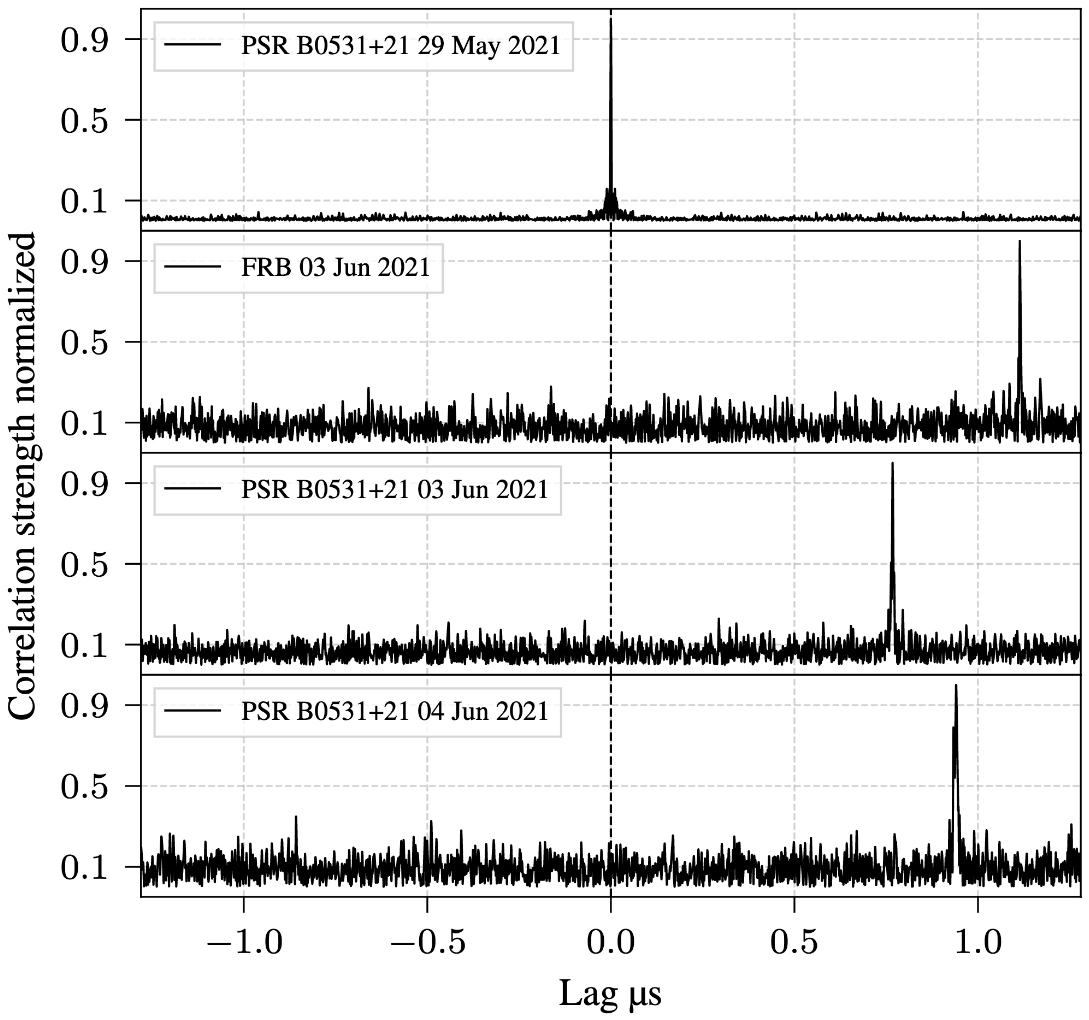 0.9
0.5
0.1
PSR B0531+21 29 May 2021
0.9
0.5
0.1
FRB 03 Jun 2021
0.9
0.5
0.1
PSR B0531+21 03 Jun 2021
0.9
0.5
0.1
PSR B0531+21 04 Jun 2021
Correlation strength normalized
−1.0 −0.5 0.0 0.5 1.0
Lag μs